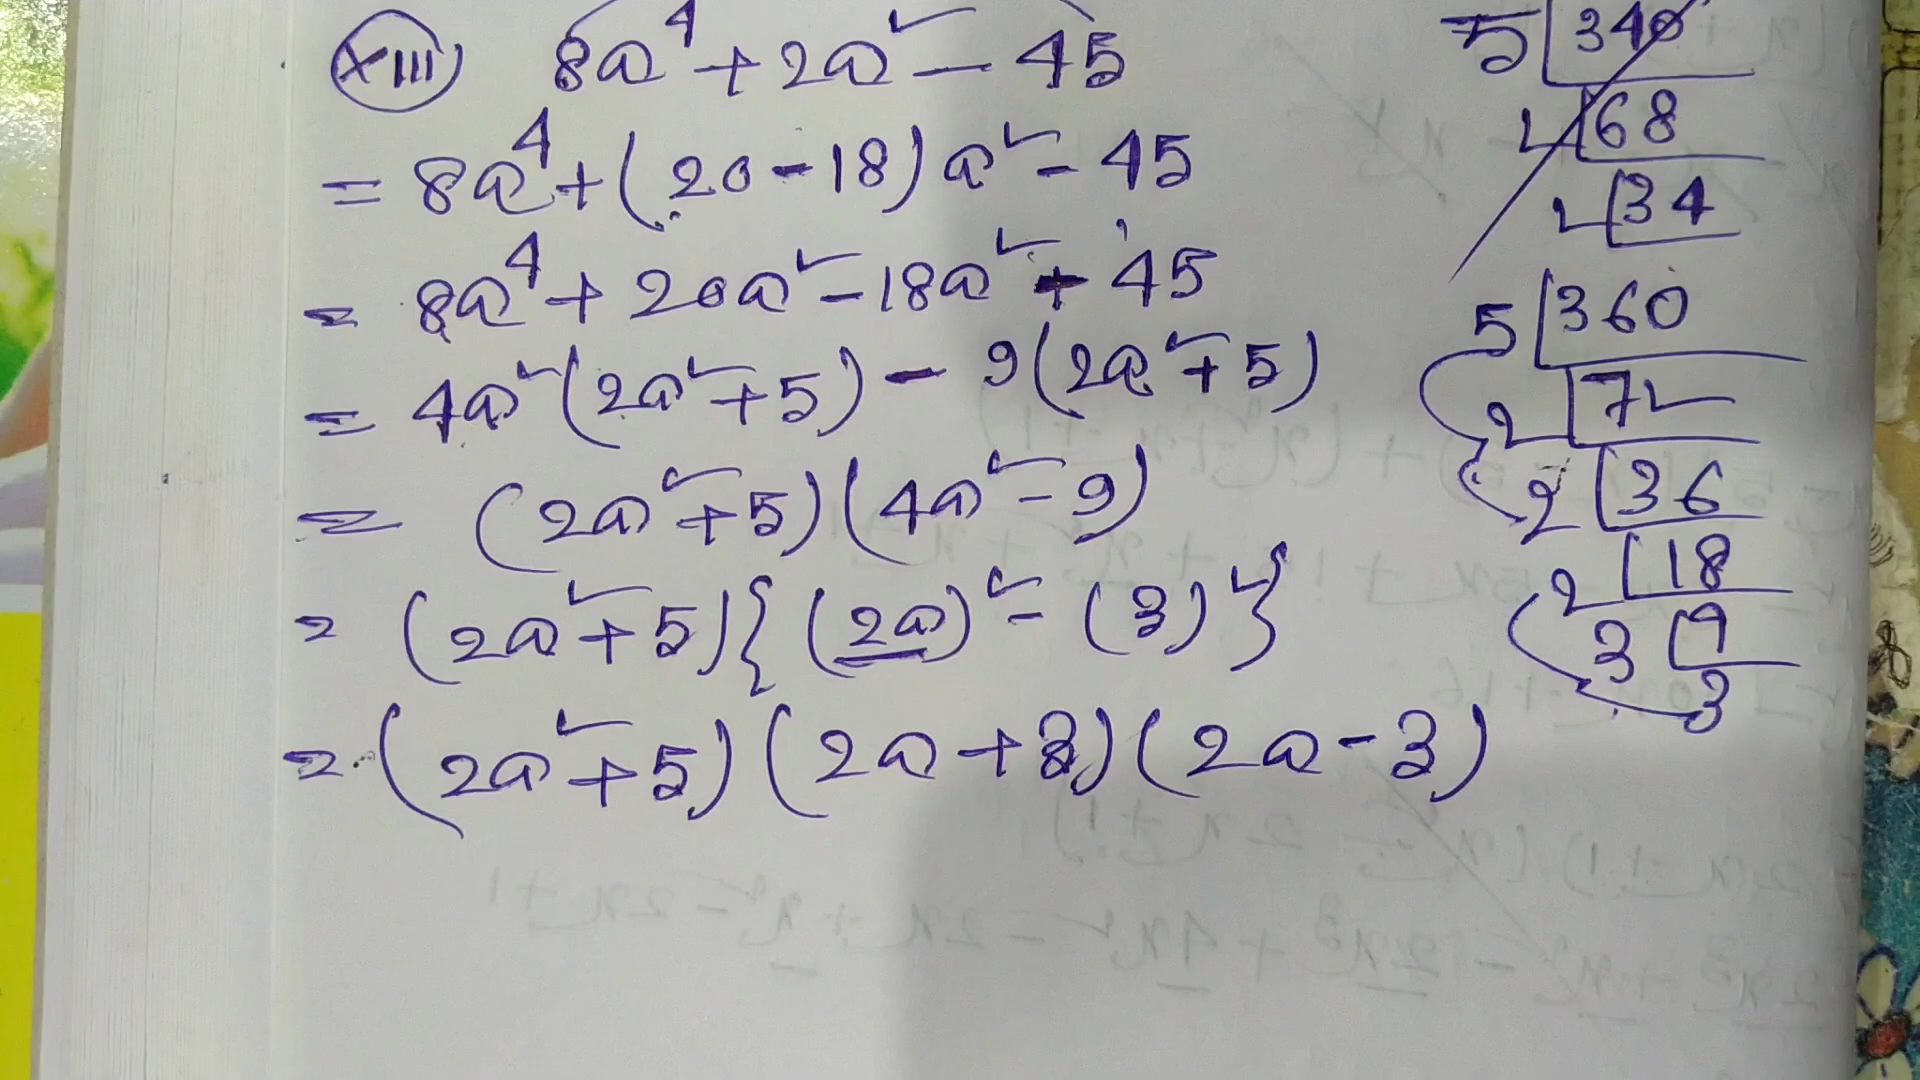 (XIII) 8a⁴ + 2a² - 45
= 8a⁴ + (20 - 18) a² - 45
= 8a⁴ + 20a² - 18a² - 45
= 4a² (2a² + 5) - 9 (2a² + 5)
= (2a² + 5) (4a² - 9)
= (2a² + 5) { (2a)² - (3)² }
= (2a² + 5) (2a + 3) (2a - 3)
5 | 340
2 | 68
2 | 34
5 | 360
2 | 72
2 | 36
2 | 18
3 | 9
3